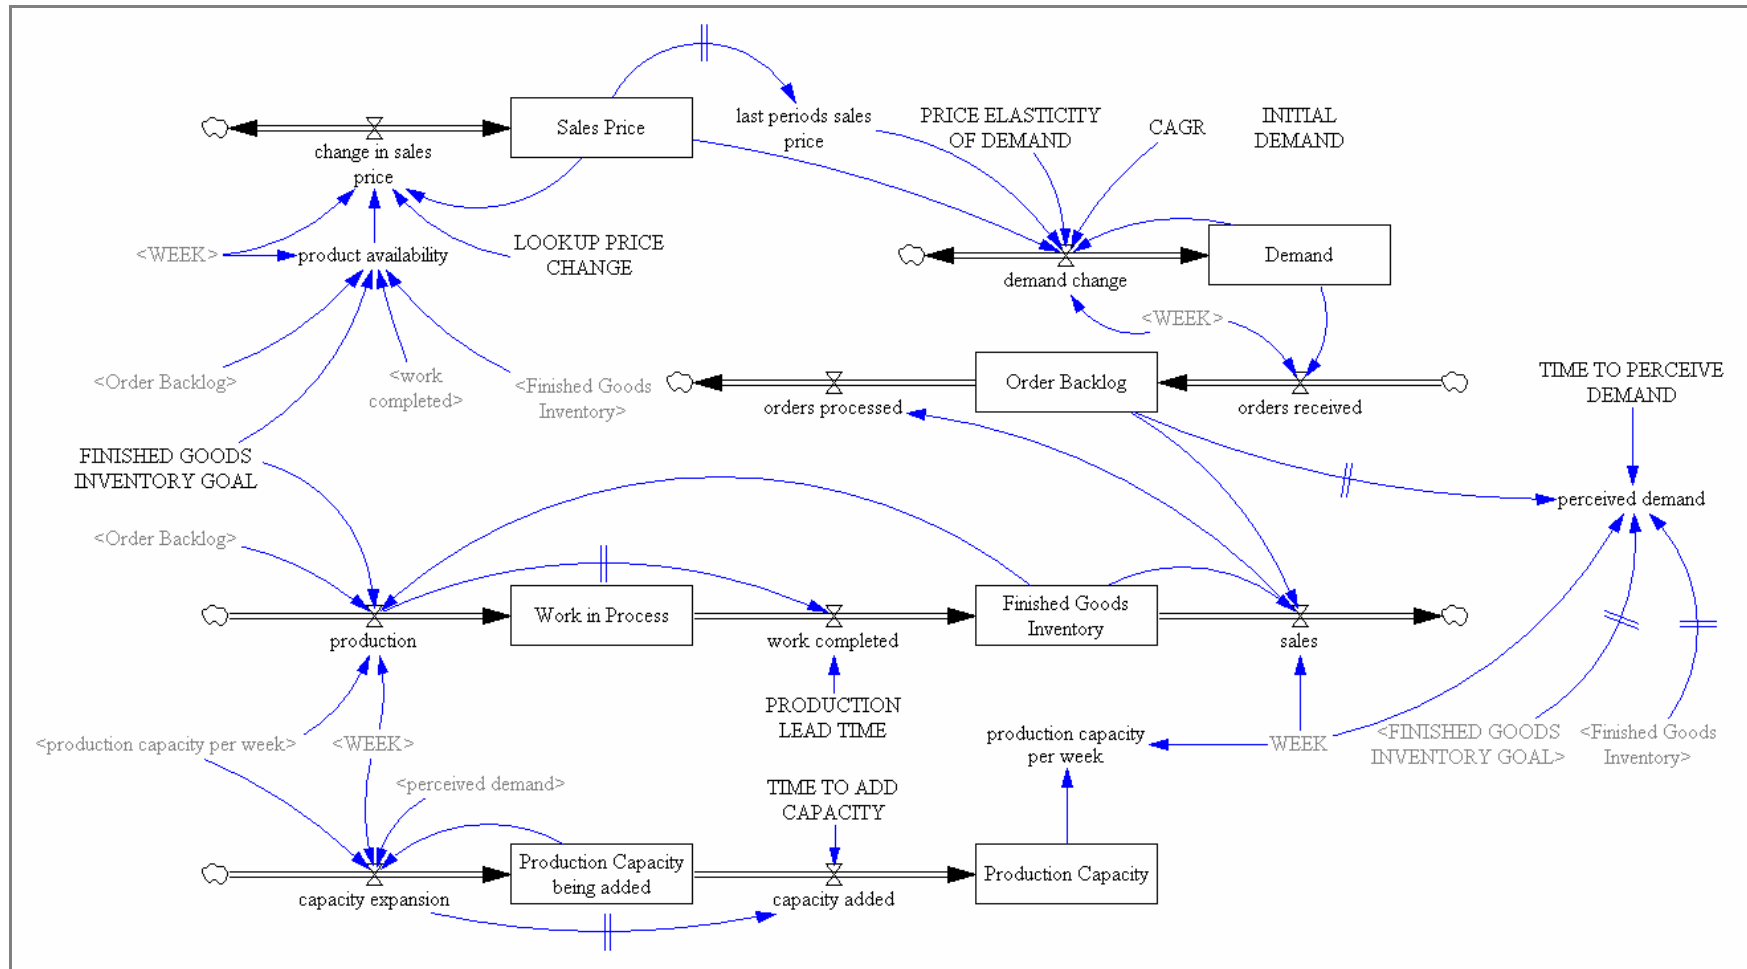 Sales Price
change in sales
price
last periods sales
price
PRICE ELASTICITY
OF DEMAND
CAGR
INITIAL
DEMAND
<WEEK>
product availability
LOOKUP PRICE
CHANGE
demand change
Demand
<WEEK>
<Order Backlog>
<work
completed>
<Finished Goods
Inventory>
orders processed
Order Backlog
orders received
TIME TO PERCEIVE
DEMAND
FINISHED GOODS
INVENTORY GOAL
perceived demand
<Order Backlog>
production
Work in Process
work completed
Finished Goods
Inventory
sales
PRODUCTION
LEAD TIME
<production capacity per week>
<WEEK>
production capacity
per week
WEEK
<FINISHED GOODS
INVENTORY GOAL>
<Finished Goods
Inventory>
<perceived demand>
TIME TO ADD
CAPACITY
capacity expansion
Production Capacity
being added
capacity added
Production Capacity